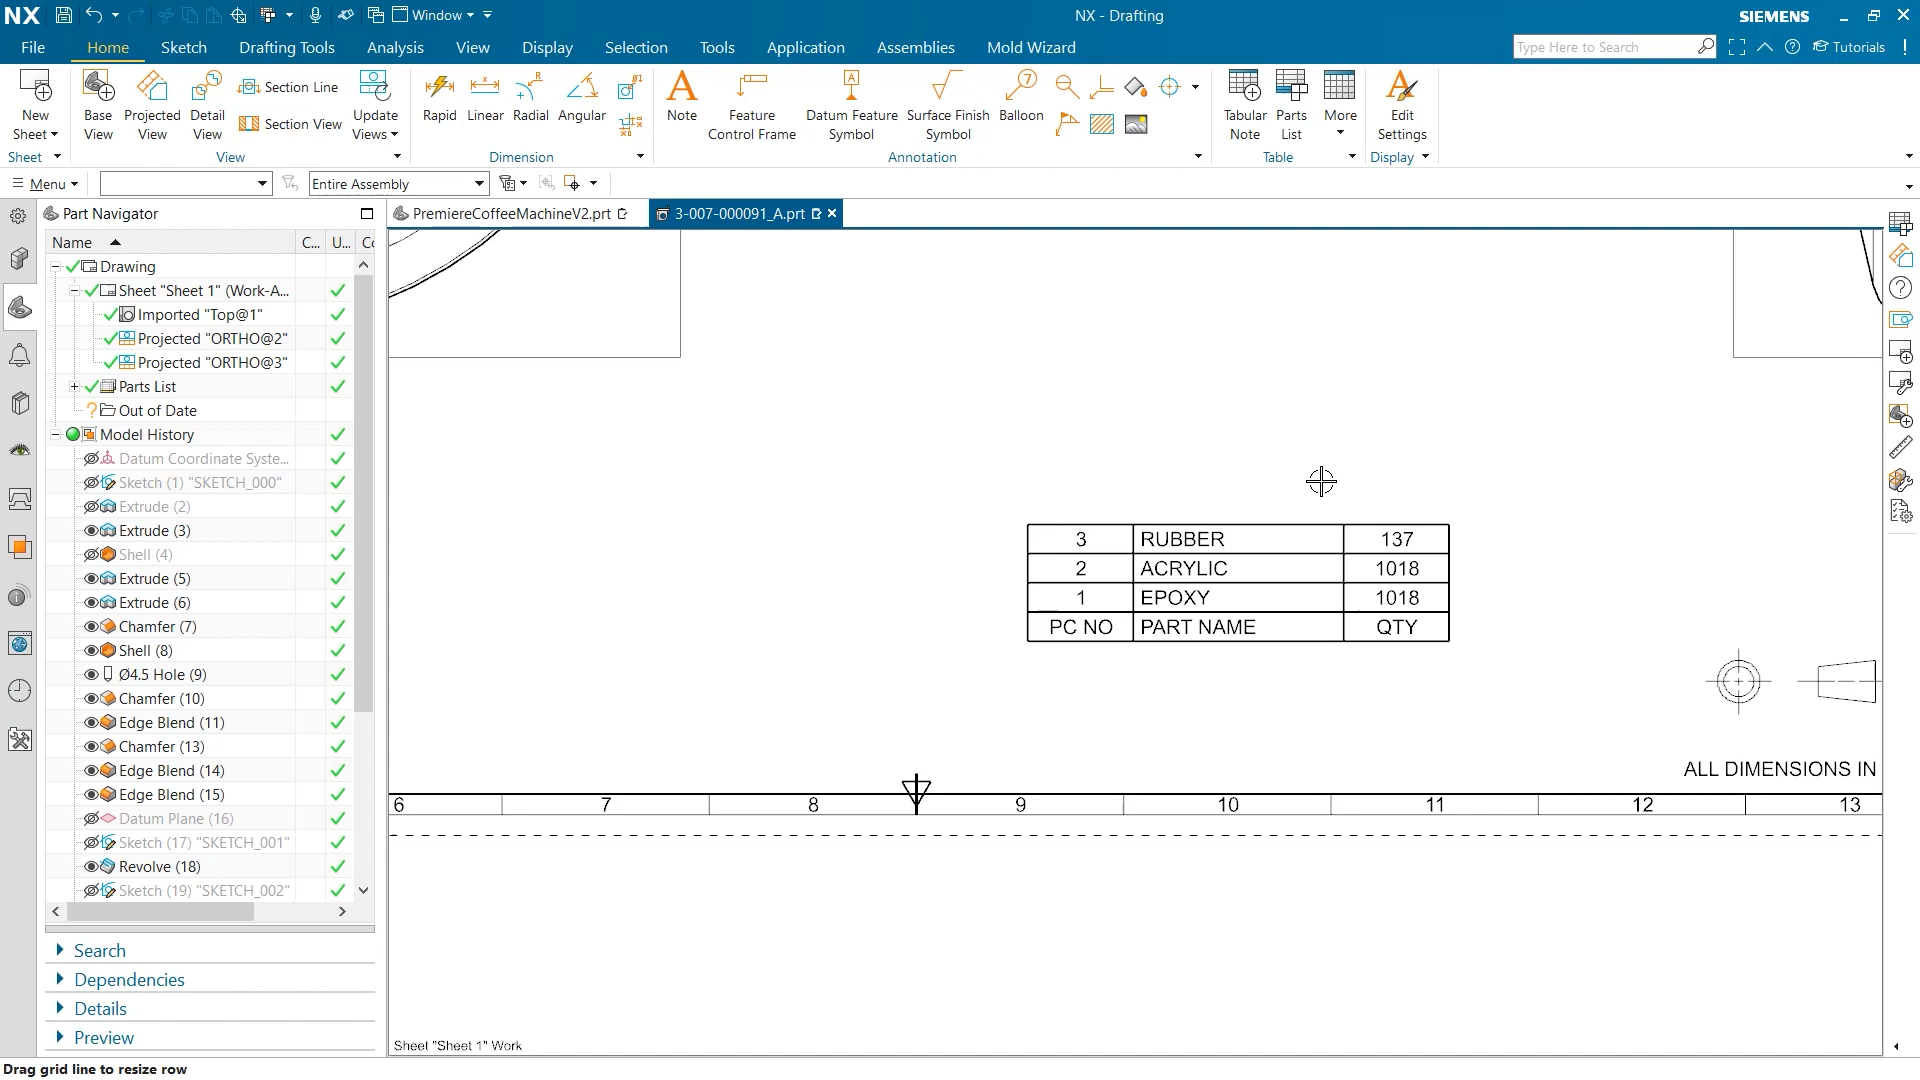 NX
Window
NX - Drafting
SIEMENS
File
Home
Sketch
Drafting Tools
Analysis
View
Display
Selection
Tools
Application
Assemblies
Mold Wizard
Type Here to Search
Tutorials
New Sheet
Base View
Projected View
Detail View
Section Line
Section View
Update Views
Rapid
Linear
Radial
Angular
Note
Feature Control Frame
Datum Feature Symbol
Surface Finish Symbol
Balloon
Tabular Note
Parts List
More
Edit Settings
Sheet
View
Dimension
Annotation
Table
Display
Menu
Entire Assembly
Part Navigator
PremiereCoffeeMachineV2.prt
3-007-000091_A.prt
Name
C...
U...
Co
Drawing
Sheet "Sheet 1" (Work-A...
Imported "Top@1"
Projected "ORTHO@2"
Projected "ORTHO@3"
Parts List
Out of Date
Model History
Datum Coordinate Syste...
Sketch (1) "SKETCH_000"
Extrude (2)
Extrude (3)
Shell (4)
Extrude (5)
Extrude (6)
Chamfer (7)
Shell (8)
Ø4.5 Hole (9)
Chamfer (10)
Edge Blend (11)
Chamfer (13)
Edge Blend (14)
Edge Blend (15)
Datum Plane (16)
Sketch (17) "SKETCH_001"
Revolve (18)
Sketch (19) "SKETCH_002"
Search
Dependencies
Details
Preview
3 RUBBER 137
2 ACRYLIC 1018
1 EPOXY 1018
PC NO PART NAME QTY
ALL DIMENSIONS IN
6 7 8 9 10 11 12 13
Sheet "Sheet 1" Work
Drag grid line to resize row